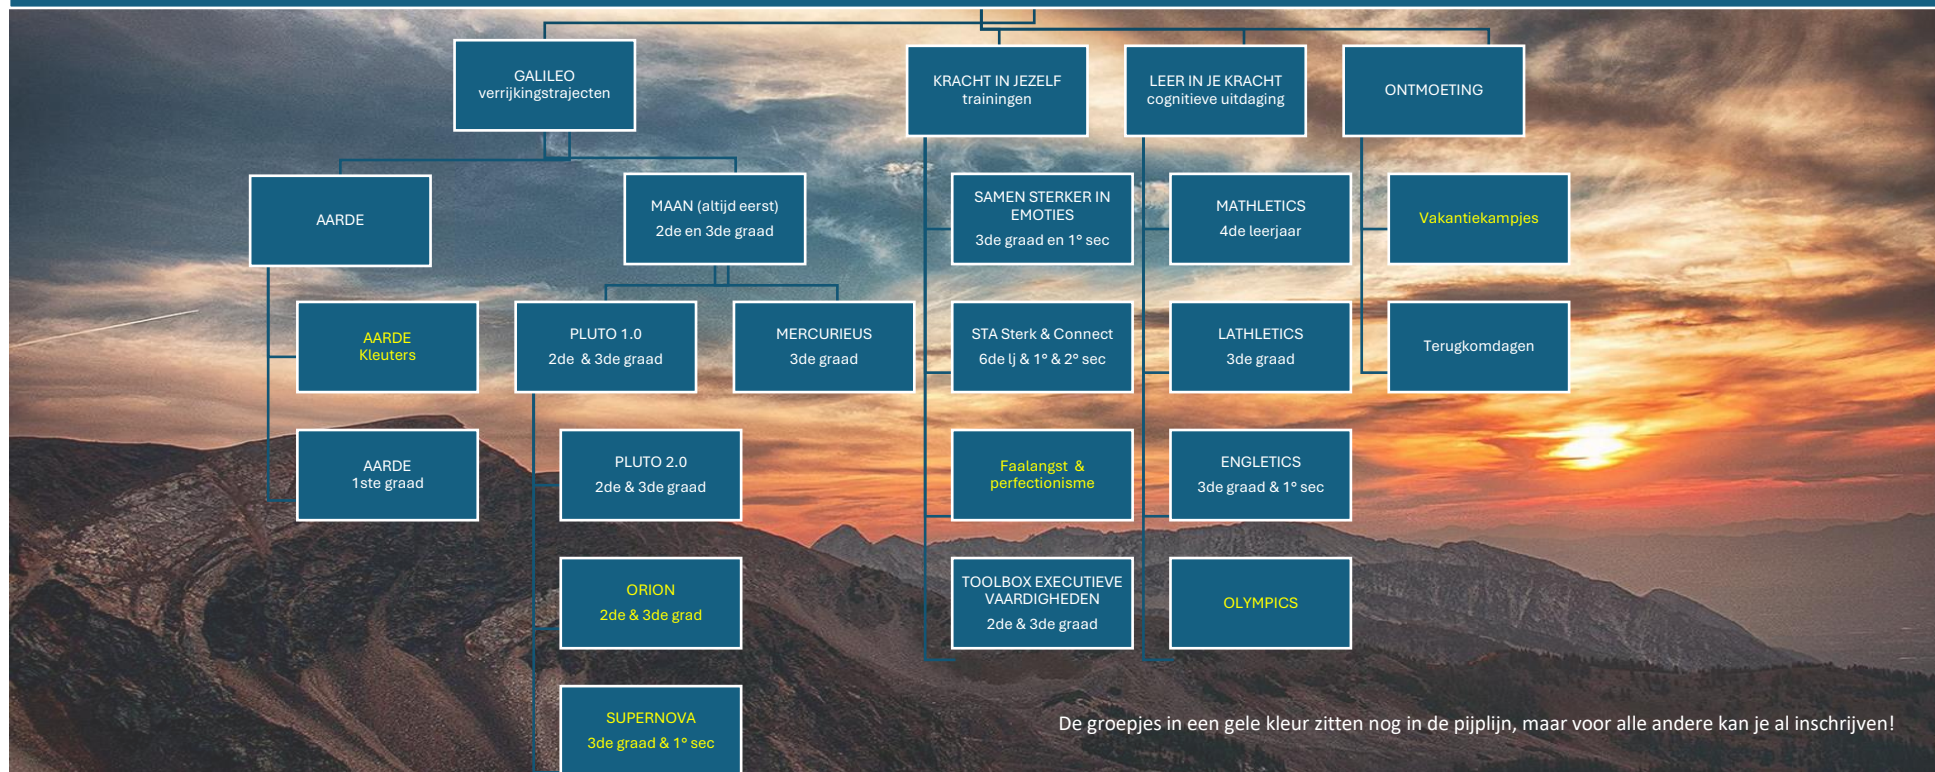 GALILEO
verrijkingstrajecten
KRACHT IN JEZELF
trainingen
LEER IN JE KRACHT
cognitieve uitdaging
ONTMOETING
AARDE
MAAN (altijd eerst)
2de en 3de graad
SAMEN STERKER IN
EMOTIES
3de graad en 1° sec
MATHLETICS
4de leerjaar
Vakantiekampjes
AARDE
Kleuters
PLUTO 1.0
2de & 3de graad
MERCURIEUS
3de graad
STA Sterk & Connect
6de lj & 1° & 2° sec
LATHLETICS
3de graad
Terugkomdagen
AARDE
1ste graad
PLUTO 2.0
2de & 3de graad
Faalangst &
perfectionisme
ENGLETICS
3de graad & 1° sec
ORION
2de & 3de grad
TOOLBOX EXECUTIEVE
VAARDIGHEDEN
2de & 3de graad
OLYMPICS
SUPERNOVA
3de graad & 1° sec
De groepjes in een gele kleur zitten nog in de pijplijn, maar voor alle andere kan je al inschrijven!